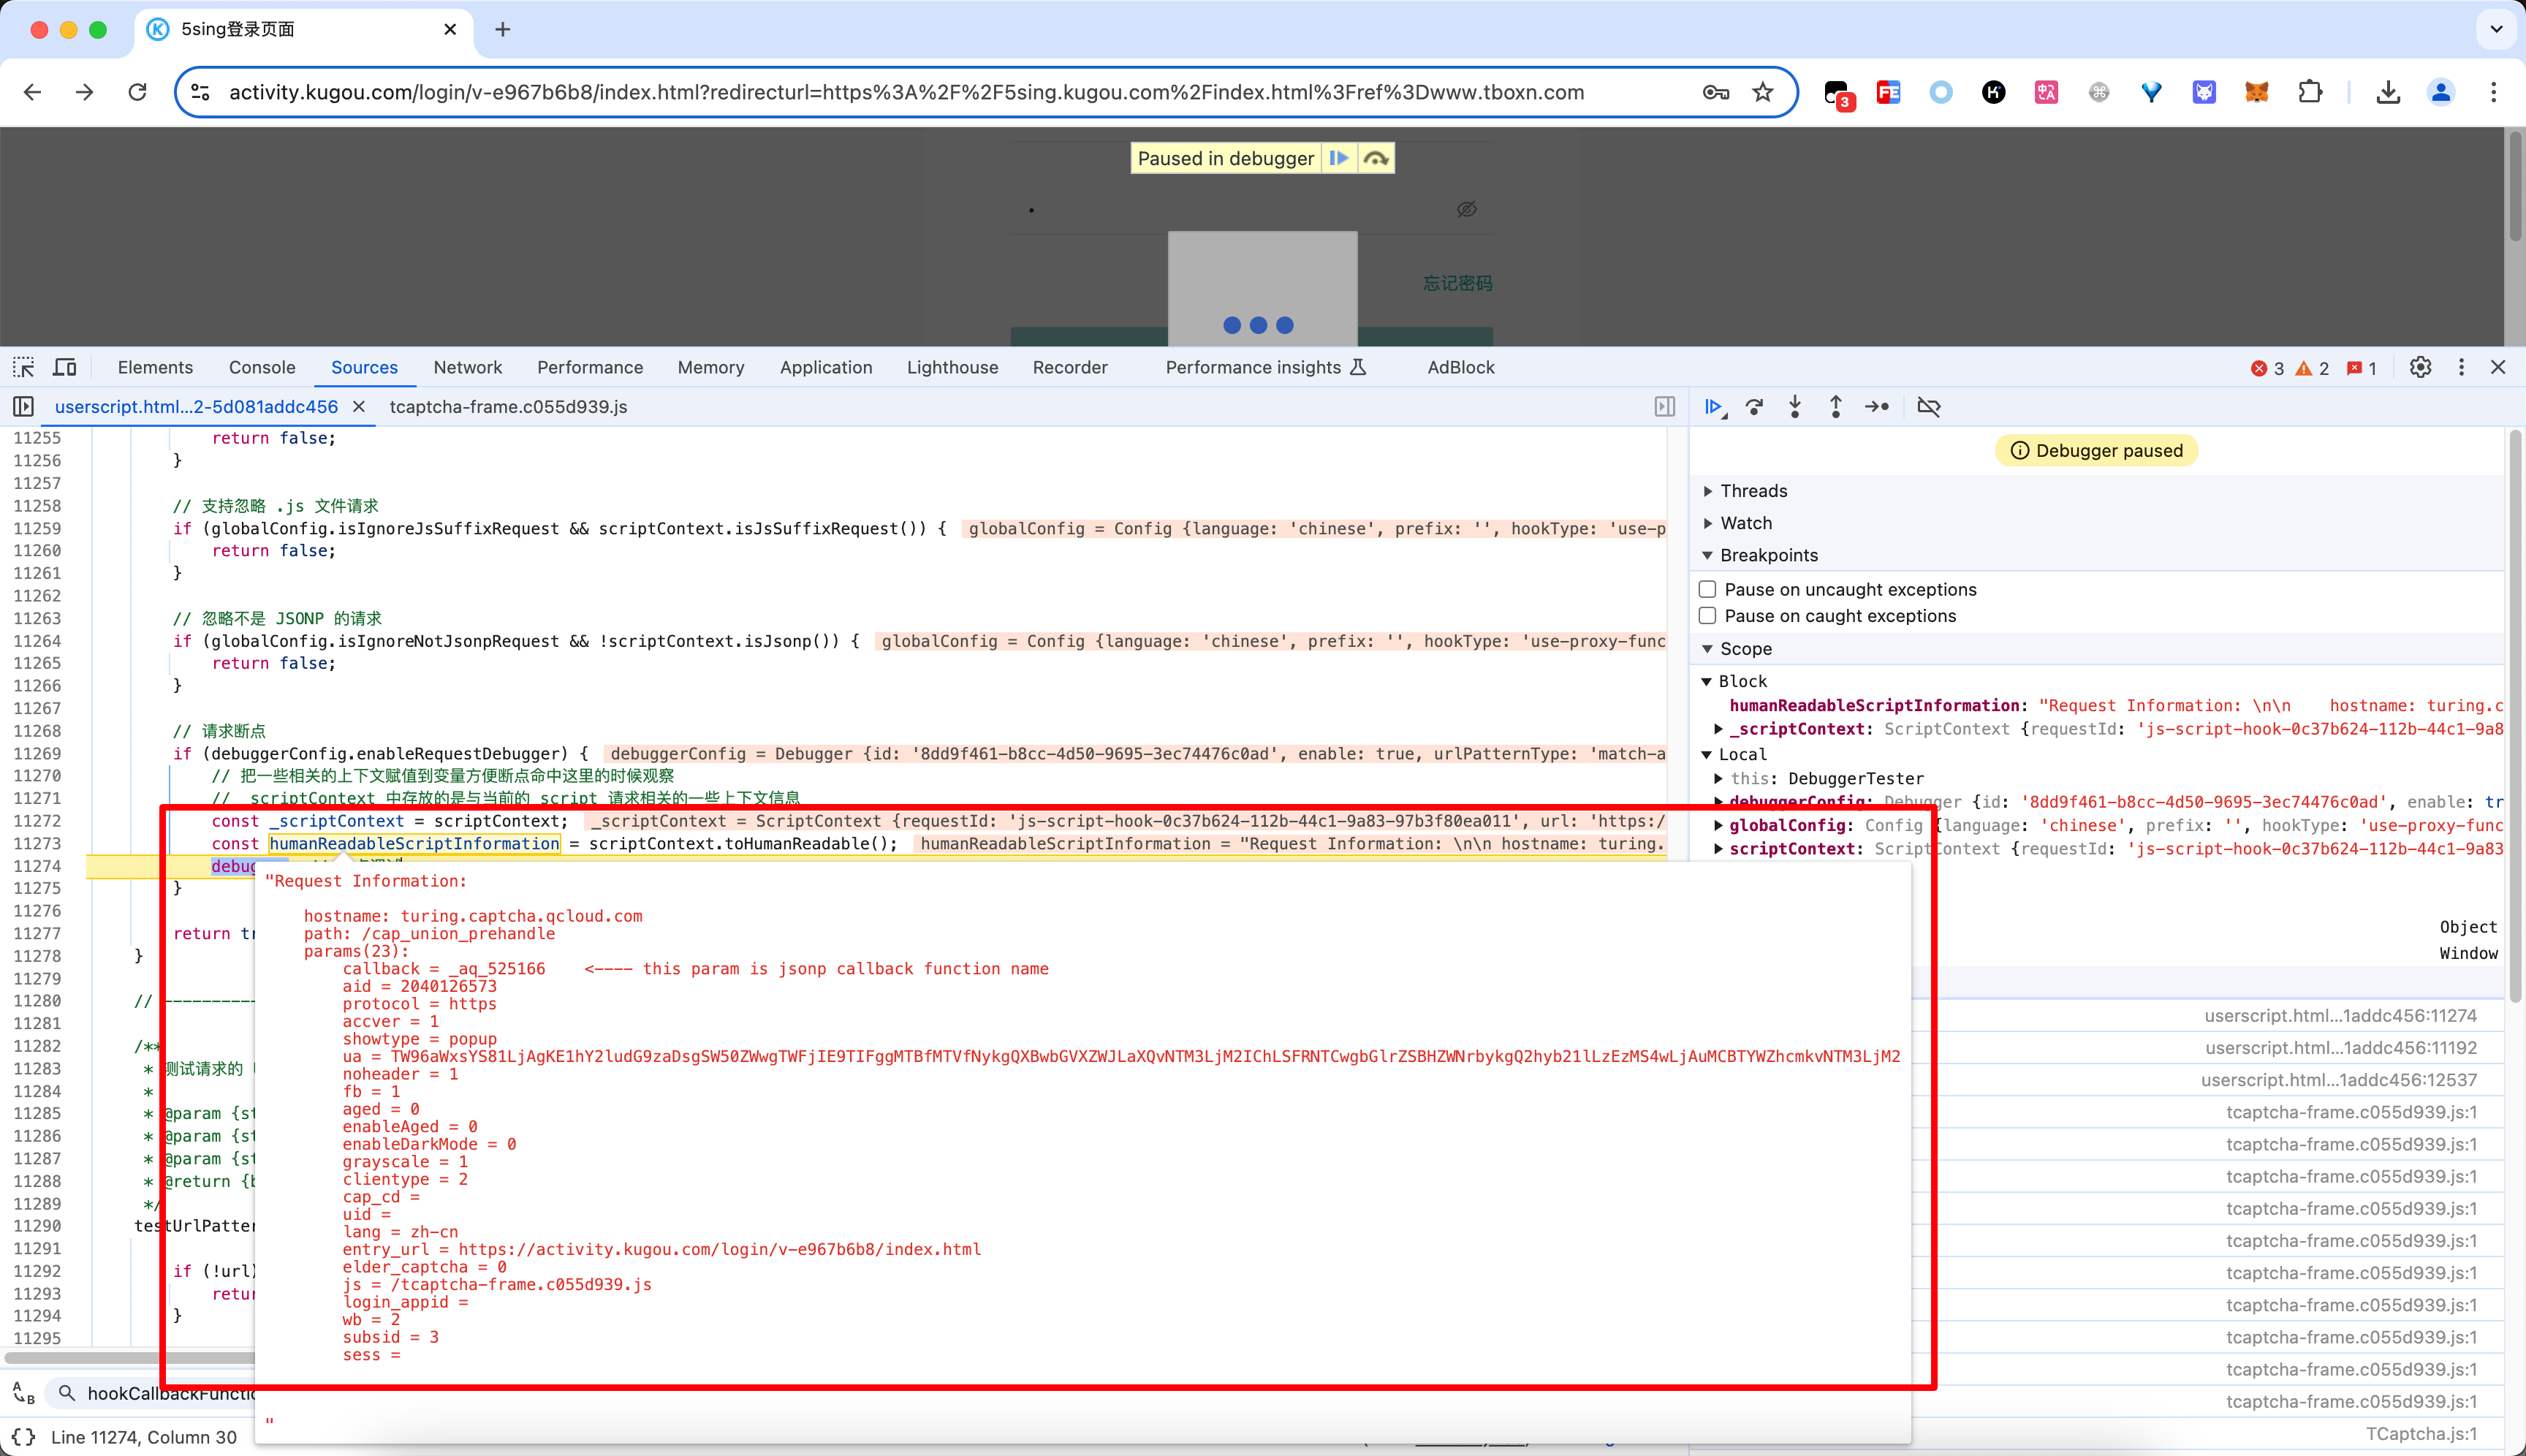 5sing登录页面
activity.kugou.com/login/v-e967b6b8/index.html?redirecturl=https%3A%2F%2F5sing.kugou.com%2Findex.html%3Fref%3Dwww.tboxn.com
3
Paused in debugger
忘记密码
Elements Console Sources Network Performance Memory Application Lighthouse Recorder Performance insights AdBlock 3 2 1
userscript.html…2-5d081addc456 tcaptcha-frame.c055d939.js
Debugger paused
Threads
Watch
Breakpoints
Pause on uncaught exceptions
Pause on caught exceptions
Scope
Block
humanReadableScriptInformation: "Request Information: \n\n hostname: turing.c
_scriptContext: ScriptContext {requestId: 'js-script-hook-0c37b624-112b-44c1-9a8
Local
this: DebuggerTester
debuggerConfig: Debugger {id: '8dd9f461-b8cc-4d50-9695-3ec74476c0ad', enable: tr
globalConfig: Config {language: 'chinese', prefix: '', hookType: 'use-proxy-func
scriptContext: ScriptContext {requestId: 'js-script-hook-0c37b624-112b-44c1-9a83
Object
Window
userscript.html…1addc456:11274
userscript.html…1addc456:11192
userscript.html…1addc456:12537
tcaptcha-frame.c055d939.js:1
tcaptcha-frame.c055d939.js:1
tcaptcha-frame.c055d939.js:1
tcaptcha-frame.c055d939.js:1
tcaptcha-frame.c055d939.js:1
tcaptcha-frame.c055d939.js:1
tcaptcha-frame.c055d939.js:1
tcaptcha-frame.c055d939.js:1
tcaptcha-frame.c055d939.js:1
tcaptcha-frame.c055d939.js:1
TCaptcha.js:1
11255 return false;
11256 }
11257
11258 // 支持忽略 .js 文件请求
11259 if (globalConfig.isIgnoreJsSuffixRequest && scriptContext.isJsSuffixRequest()) { globalConfig = Config {language: 'chinese', prefix: '', hookType: 'use-p
11260 return false;
11261 }
11262
11263 // 忽略不是 JSONP 的请求
11264 if (globalConfig.isIgnoreNotJsonpRequest && !scriptContext.isJsonp()) { globalConfig = Config {language: 'chinese', prefix: '', hookType: 'use-proxy-func
11265 return false;
11266 }
11267
11268 // 请求断点
11269 if (debuggerConfig.enableRequestDebugger) { debuggerConfig = Debugger {id: '8dd9f461-b8cc-4d50-9695-3ec74476c0ad', enable: true, urlPatternType: 'match-a
11270 // 把一些相关的上下文赋值到变量方便断点命中这里的时候观察
11271 // _scriptContext 中存放的是与当前的 script 请求相关的一些上下文信息
11272 const _scriptContext = scriptContext; _scriptContext = ScriptContext {requestId: 'js-script-hook-0c37b624-112b-44c1-9a83-97b3f80ea011', url: 'https:/
11273 const humanReadableScriptInformation = scriptContext.toHumanReadable(); humanReadableScriptInformation = "Request Information: \n\n hostname: turing.
11274 debug
11275 }
11276
11277 return tr
11278 }
11279
11280 // ----------
11281
11282 /**
11283 * 测试请求的
11284 *
11285 * @param {st
11286 * @param {st
11287 * @param {st
11288 * @return {b
11289 */
11290 testUrlPatter
11291
11292 if (!url)
11293 retur
11294 }
11295
"Request Information:
hostname: turing.captcha.qcloud.com
path: /cap_union_prehandle
params(23):
callback = _aq_525166 <---- this param is jsonp callback function name
aid = 2040126573
protocol = https
accver = 1
showtype = popup
ua = TW96aWxsYS81LjAgKE1hY2ludG9zaDsgSW50ZWwgTWFjIE9TIFggMTBfMTVfNykgQXBwbGVXZWJLaXQvNTM3LjM2IChLSFRNTCwgbGlrZSBHZWNrbykgQ2hyb21lLzEzMS4wLjAuMCBTYWZhcmkvNTM3LjM2
noheader = 1
fb = 1
aged = 0
enableAged = 0
enableDarkMode = 0
grayscale = 1
clientype = 2
cap_cd =
uid =
lang = zh-cn
entry_url = https://activity.kugou.com/login/v-e967b6b8/index.html
elder_captcha = 0
js = /tcaptcha-frame.c055d939.js
login_appid =
wb = 2
subsid = 3
sess =
"
hookCallbackFunctio
Line 11274, Column 30